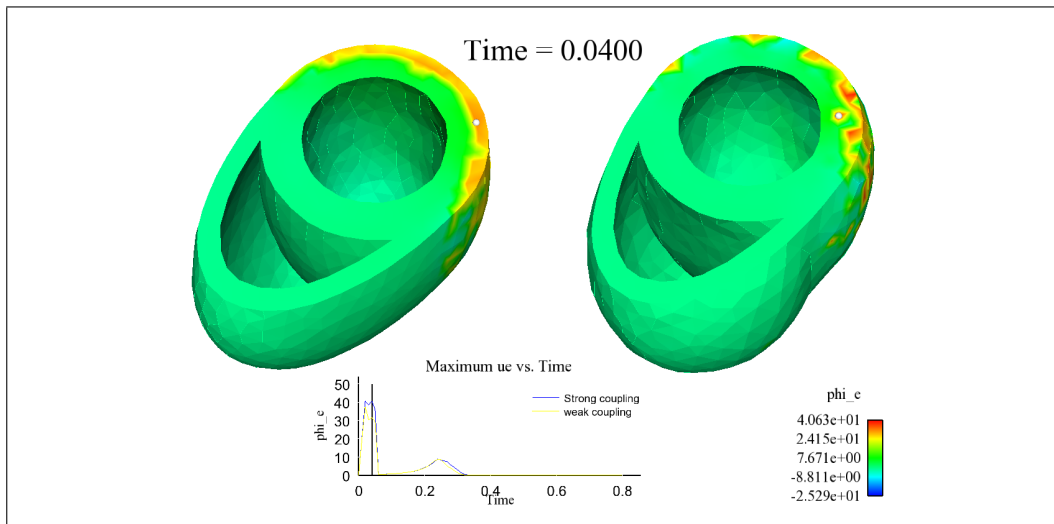 Time = 0.0400
Maximum ue vs. Time
50
40
30
20
10
0
phi_e
Strong coupling
weak coupling
0
0.2
0.4
0.6
0.8
Time
phi_e
4.063e+01
2.415e+01
7.671e+00
-8.811e+00
-2.529e+01